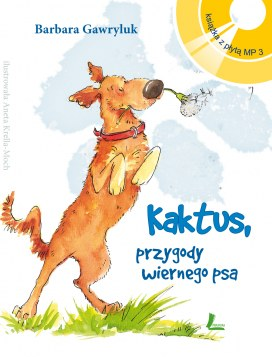 Barbara Gawryluk
książka z płytą MP 3
ilustrowała Aneta Krella-Moch
Kaktus,
przygody
wiernego psa